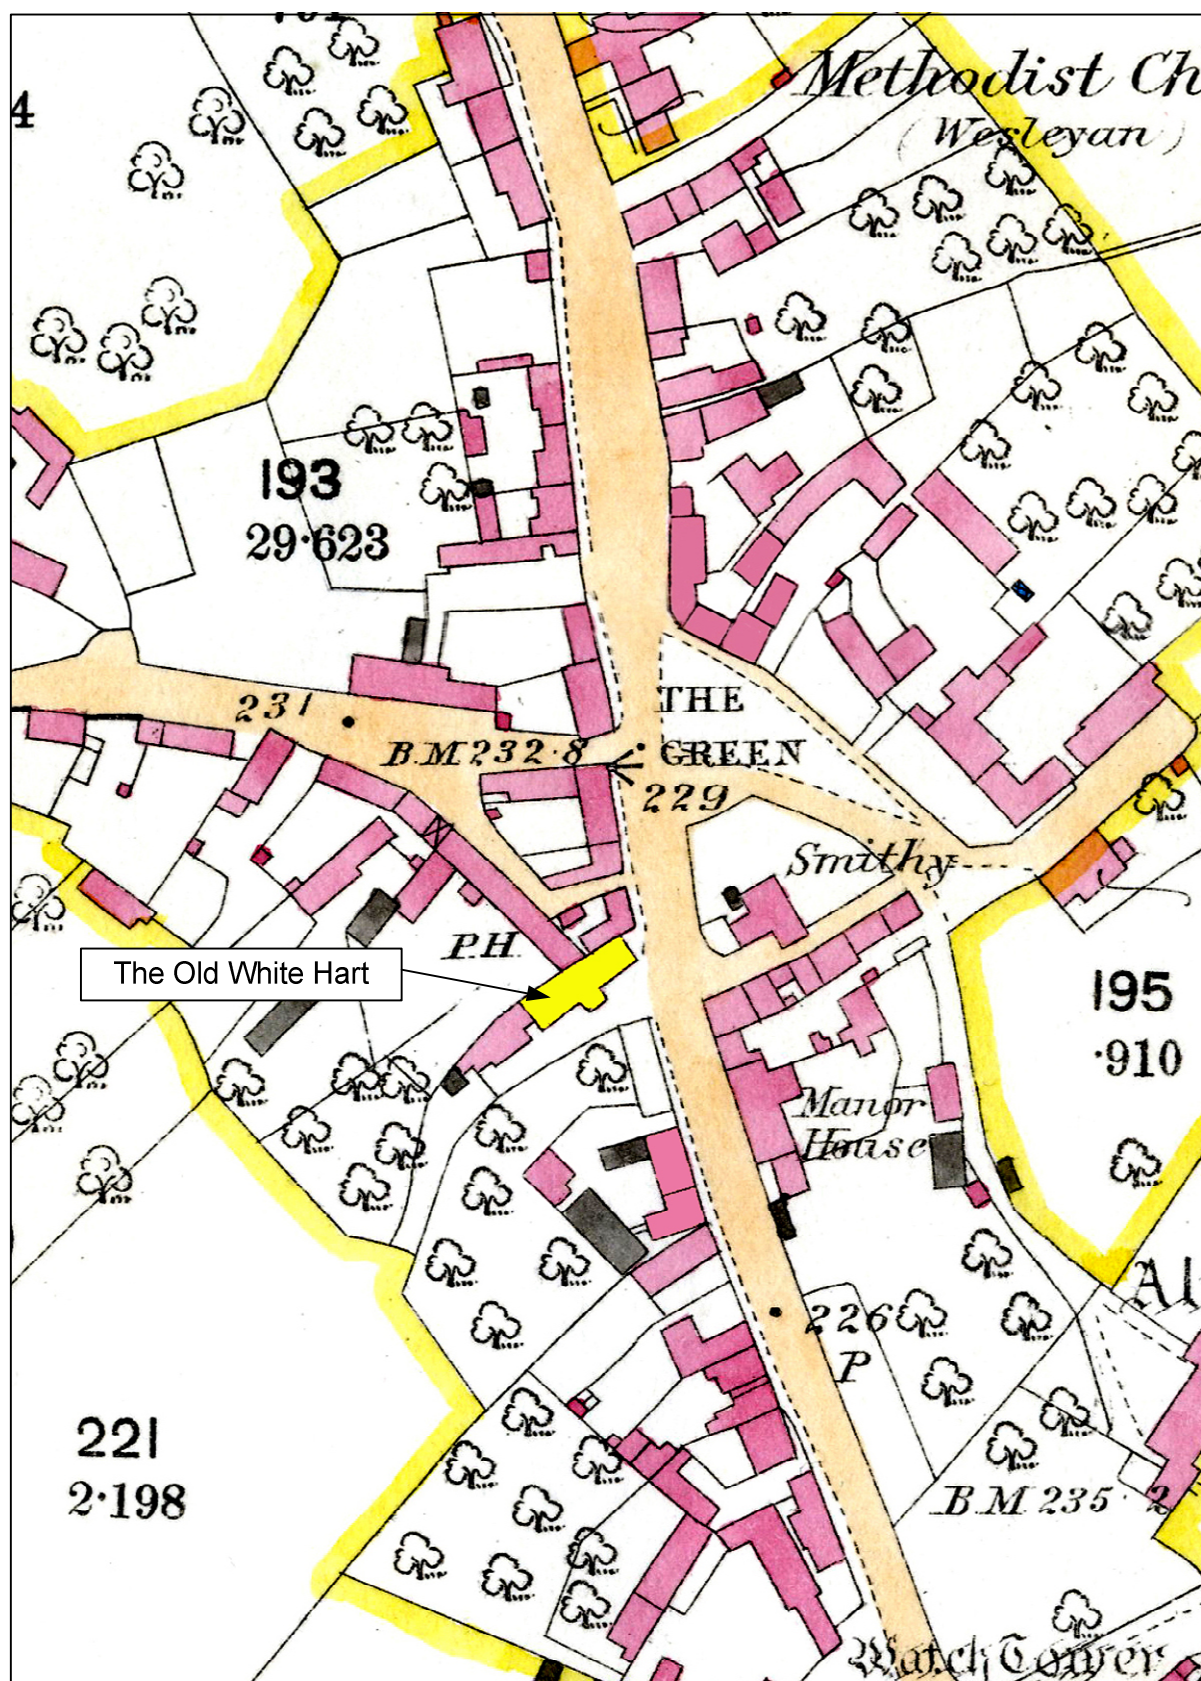 4
Methodist Ch
(Wesleyan)
193
29·623
231
B.M 232·8
THE
GREEN
229
Smithy
P.H.
The Old White Hart
195
·910
Manor
House
Al
226
P
221
2·198
B.M 235·2
Watch Tower